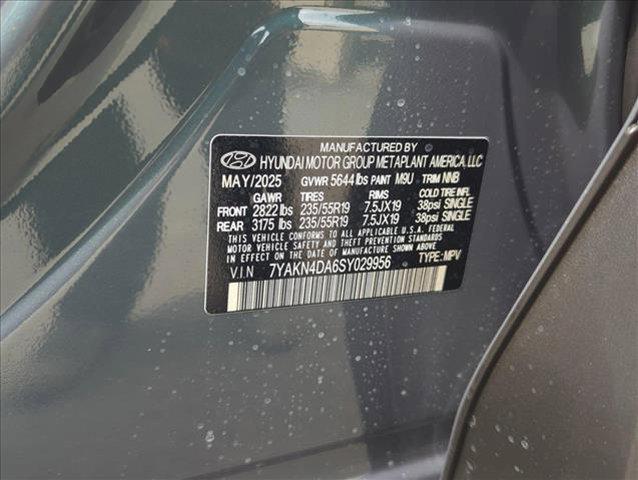 MANUFACTURED BY
HYUNDAI MOTOR GROUP METAPLANT AMERICA, LLC
MAY/2025 GVWR 5644 lbs PAINT M9U TRIM NNB
GAWR TIRES RIMS COLD TIRE INFL
FRONT 2822 lbs 235/55R19 7.5JX19 38psi SINGLE
REAR 3175 lbs 235/55R19 7.5JX19 38psi SINGLE
THIS VEHICLE CONFORMS TO ALL APPLICABLE U.S.A. FEDERAL
MOTOR VEHICLE SAFETY, BUMPER, AND THEFT PREVENTION STANDARDS
IN EFFECT ON THE DATE OF MANUFACTURE SHOWN ABOVE.
V.I.N 7YAKN4DA6SY029956 TYPE: MPV